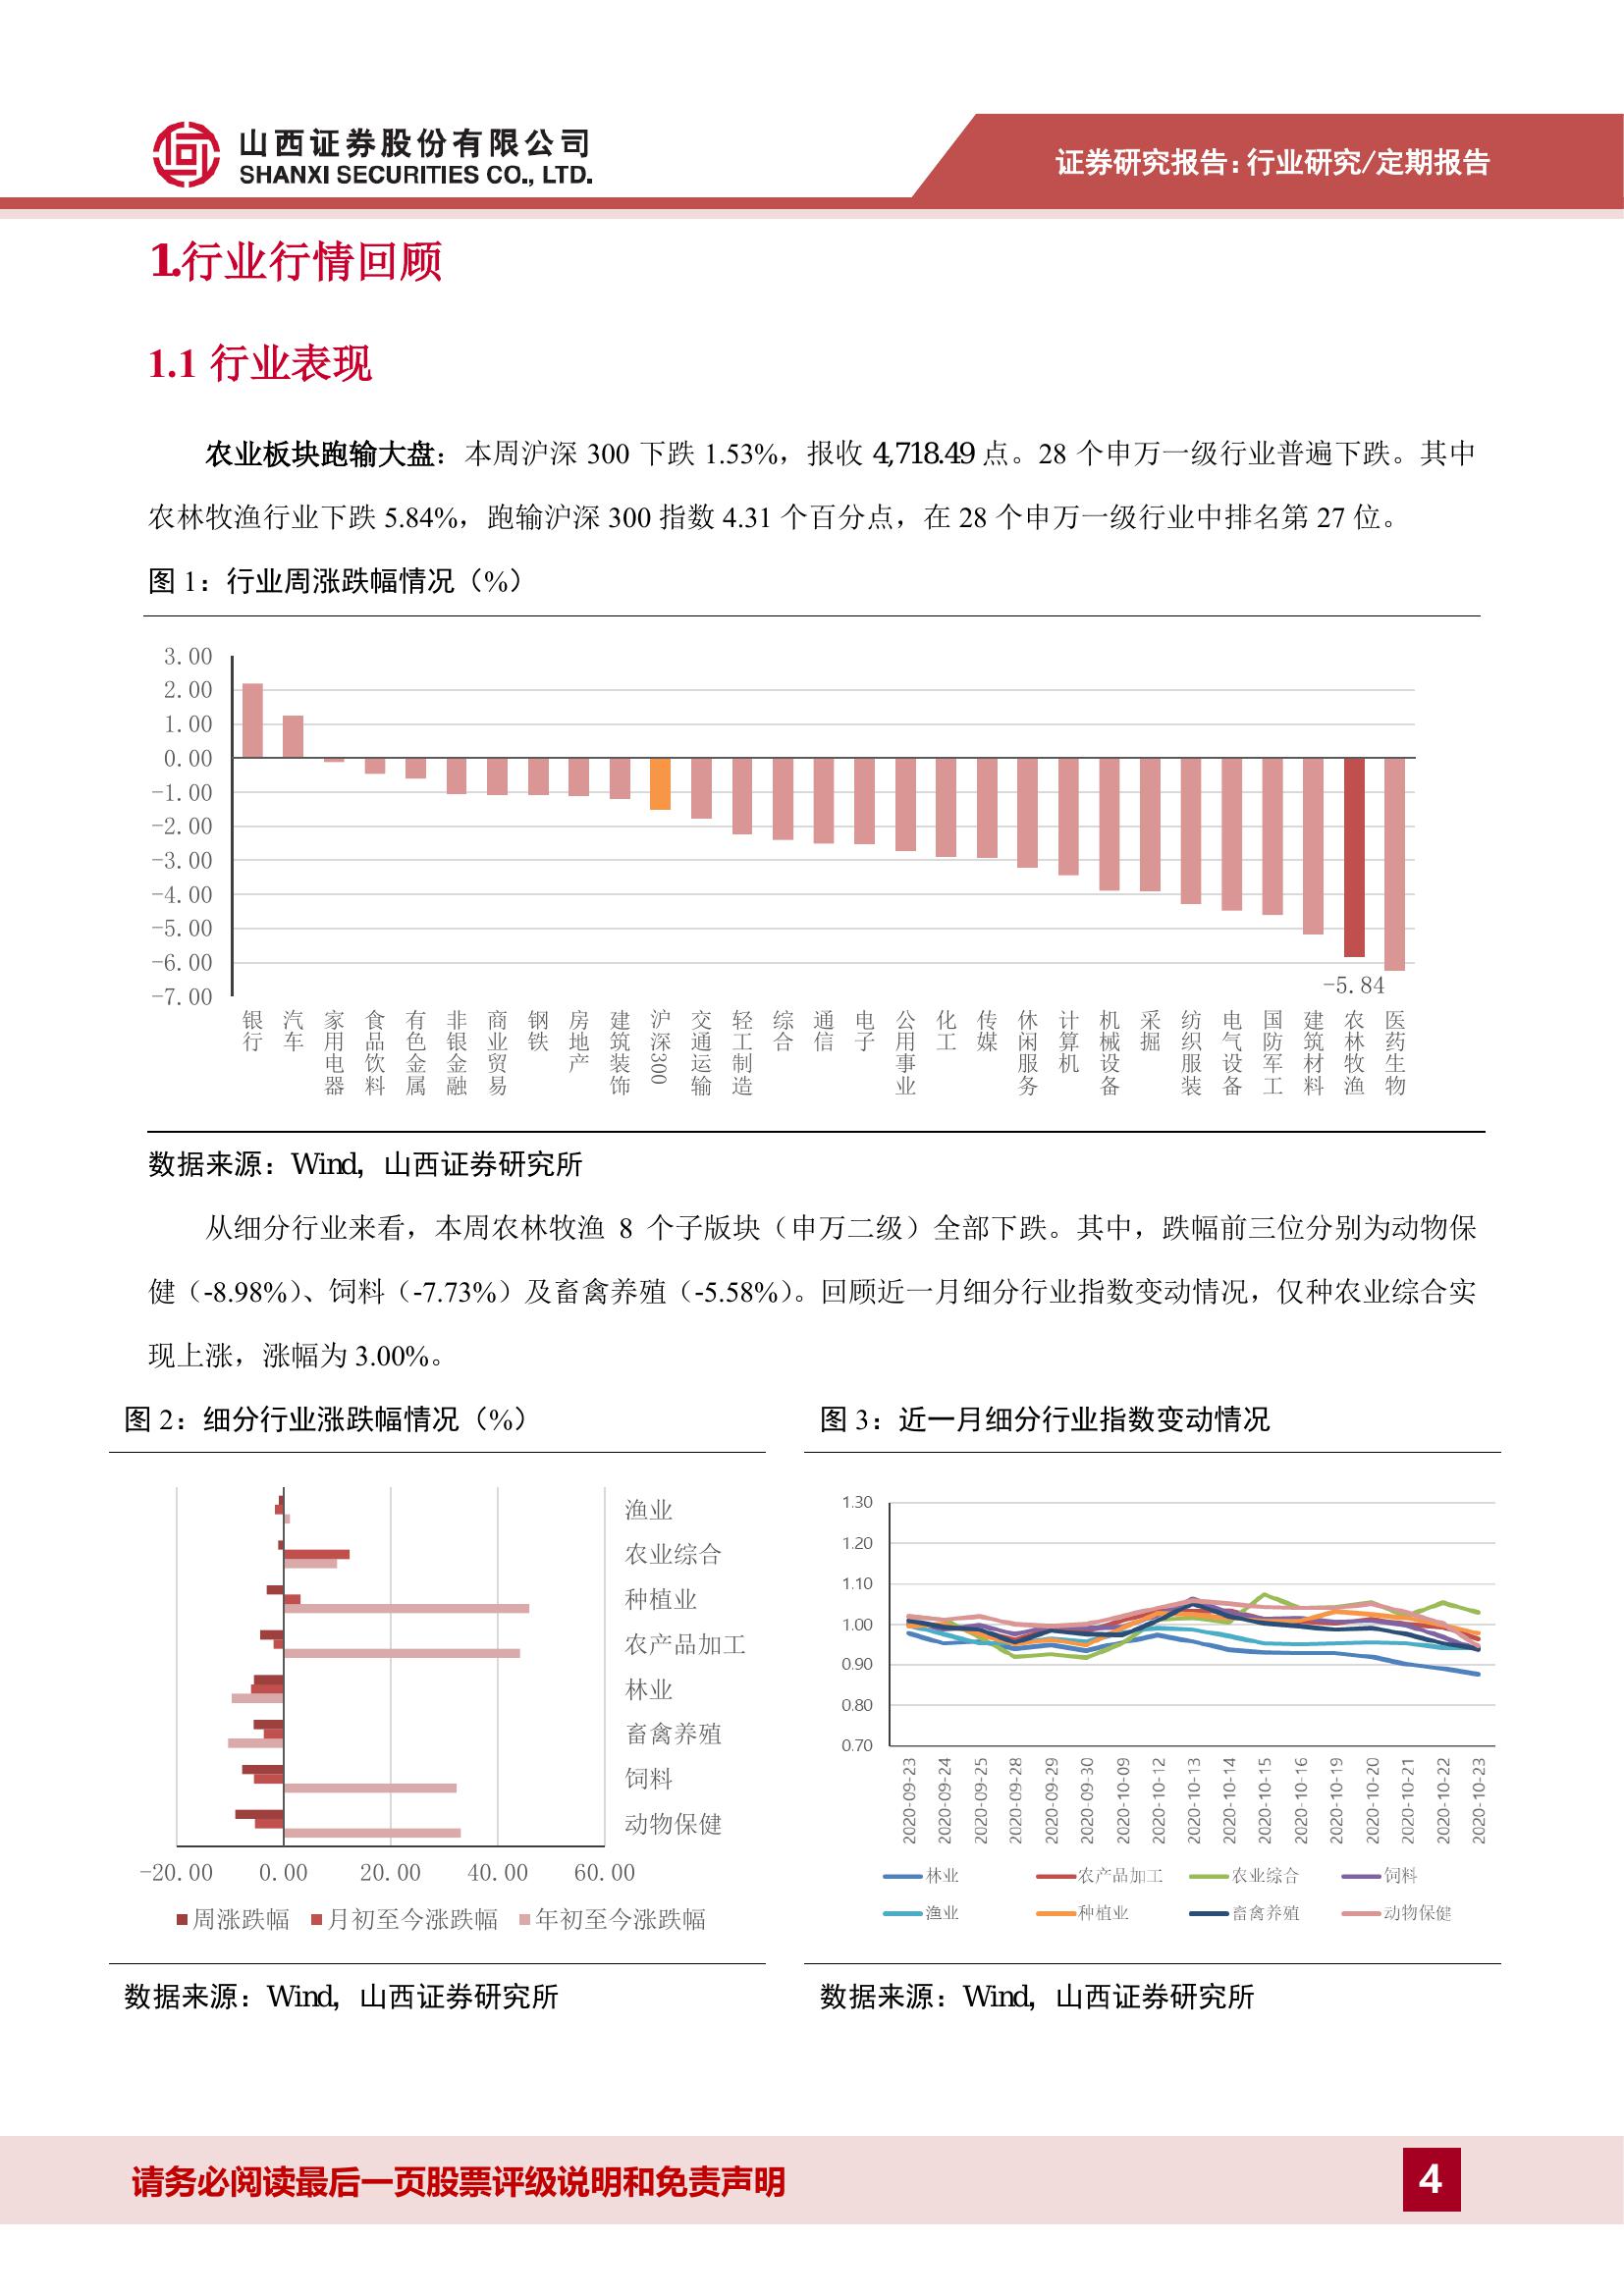 山西证券股份有限公司
SHANXI SECURITIES CO., LTD.
证券研究报告：行业研究/定期报告
1.行业行情回顾
1.1 行业表现
农业板块跑输大盘：本周沪深 300 下跌 1.53%，报收 4,718.49 点。28 个申万一级行业普遍下跌。其中
农林牧渔行业下跌 5.84%，跑输沪深 300 指数 4.31 个百分点，在 28 个申万一级行业中排名第 27 位。
图 1：行业周涨跌幅情况（%）
3.00
2.00
1.00
0.00
-1.00
-2.00
-3.00
-4.00
-5.00
-6.00
-7.00
-5.84
银行
汽车
家用电器
食品饮料
有色金属
非银金融
商业贸易
钢铁
房地产
建筑装饰
沪深300
交通运输
轻工制造
综合
通信
电子
公用事业
化工
传媒
休闲服务
计算机
机械设备
采掘
纺织服装
电气设备
国防军工
建筑材料
农林牧渔
医药生物
数据来源：Wind，山西证券研究所
从细分行业来看，本周农林牧渔 8 个子版块（申万二级）全部下跌。其中，跌幅前三位分别为动物保
健（-8.98%）、饲料（-7.73%）及畜禽养殖（-5.58%）。回顾近一月细分行业指数变动情况，仅种农业综合实
现上涨，涨幅为 3.00%。
图 2：细分行业涨跌幅情况（%）
渔业
农业综合
种植业
农产品加工
林业
畜禽养殖
饲料
动物保健
-20.00 0.00 20.00 40.00 60.00
周涨跌幅 月初至今涨跌幅 年初至今涨跌幅
数据来源：Wind，山西证券研究所
图 3：近一月细分行业指数变动情况
1.30
1.20
1.10
1.00
0.90
0.80
0.70
2020-09-23
2020-09-24
2020-09-25
2020-09-28
2020-09-29
2020-09-30
2020-10-09
2020-10-12
2020-10-13
2020-10-14
2020-10-15
2020-10-16
2020-10-19
2020-10-20
2020-10-21
2020-10-22
2020-10-23
林业 农产品加工 农业综合 饲料
渔业 种植业 畜禽养殖 动物保健
数据来源：Wind，山西证券研究所
请务必阅读最后一页股票评级说明和免责声明
4